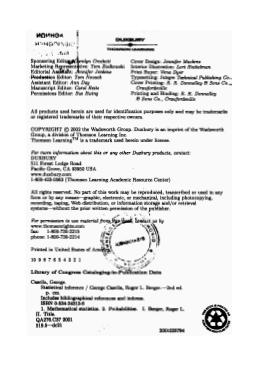 DUXBURY
THOMSON LEARNING
Sponsoring Editor: Carolyn Crockett
Marketing Representative: Tom Ziolkowski
Editorial Assistant: Jennifer Jenkins
Production Editor: Tom Novack
Assistant Editor: Ann Day
Manuscript Editor: Carol Reitz
Permissions Editor: Sue Ewing
Cover Design: Jennifer Mackres
Interior Illustration: Lori Heckelman
Print Buyer: Vena Dyer
Typesetting: Integre Technical Publishing Co.
Cover Printing: R. R. Donnelley & Sons Co.,
Crawfordsville
Printing and Binding: R. R. Donnelley
& Sons Co., Crawfordsville
All products used herein are used for identification purposes only and may be trademarks
or registered trademarks of their respective owners.
COPYRIGHT © 2002 the Wadsworth Group. Duxbury is an imprint of the Wadsworth
Group, a division of Thomson Learning Inc.
Thomson Learning™ is a trademark used herein under license.
For more information about this or any other Duxbury products, contact:
DUXBURY
511 Forest Lodge Road
Pacific Grove, CA 93950 USA
www.duxbury.com
1-800-423-0563 (Thomson Learning Academic Resource Center)
All rights reserved. No part of this work may be reproduced, transcribed or used in any
form or by any means—graphic, electronic, or mechanical, including photocopying,
recording, taping, Web distribution, or information storage and/or retrieval
systems—without the prior written permission of the publisher.
For permission to use material from this work, contact us by
www.thomsonrights.com
fax: 1-800-730-2215
phone: 1-800-730-2214
Printed in United States of America
10 9 8 7 6 5 4 3 2 1
Library of Congress Cataloging-in-Publication Data
Casella, George.
Statistical inference / George Casella, Roger L. Berger.—2nd ed.
p. cm.
Includes bibliographical references and indexes.
ISBN 0-534-24312-6
1. Mathematical statistics. 2. Probabilities. I. Berger, Roger L.
II. Title.
QA276.C37 2001
519.5—dc21
2001025794